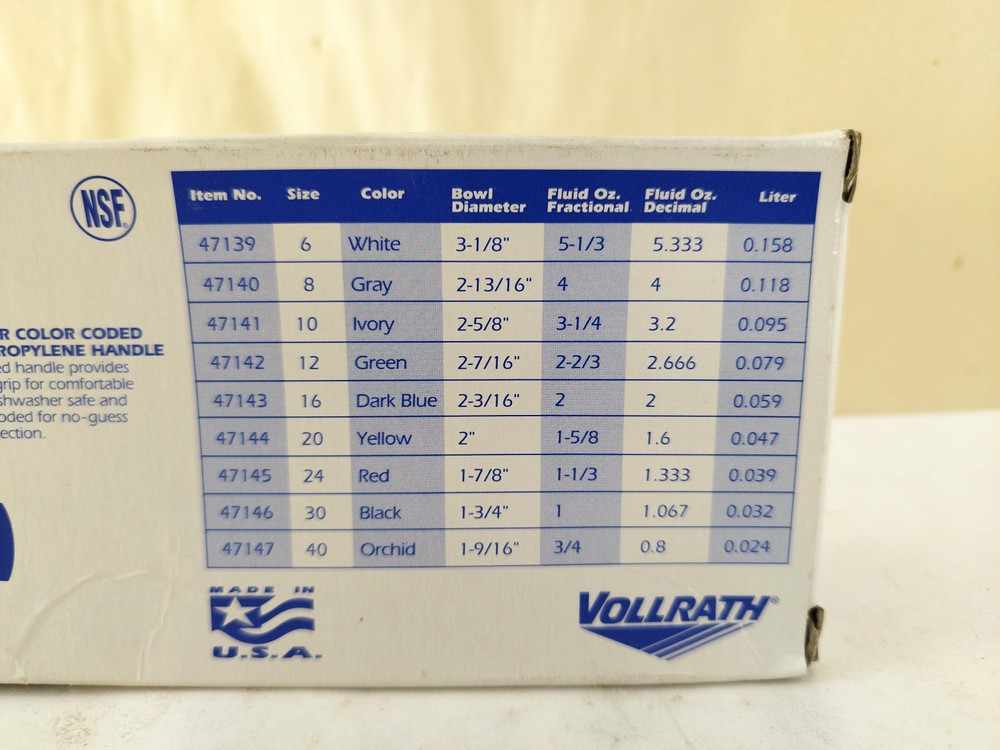 NSF
Item No. Size Color Bowl Diameter Fluid Oz. Fractional Fluid Oz. Decimal Liter
47139 6 White 3-1/8" 5-1/3 5.333 0.158
47140 8 Gray 2-13/16" 4 4 0.118
47141 10 Ivory 2-5/8" 3-1/4 3.2 0.095
47142 12 Green 2-7/16" 2-2/3 2.666 0.079
47143 16 Dark Blue 2-3/16" 2 2 0.059
47144 20 Yellow 2" 1-5/8 1.6 0.047
47145 24 Red 1-7/8" 1-1/3 1.333 0.039
47146 30 Black 1-3/4" 1 1.067 0.032
47147 40 Orchid 1-9/16" 3/4 0.8 0.024
R COLOR CODED
ROPYLENE HANDLE
ed handle provides
grip for comfortable
shwasher safe and
oded for no-guess
ection.
MADE IN
U.S.A.
VOLLRATH®